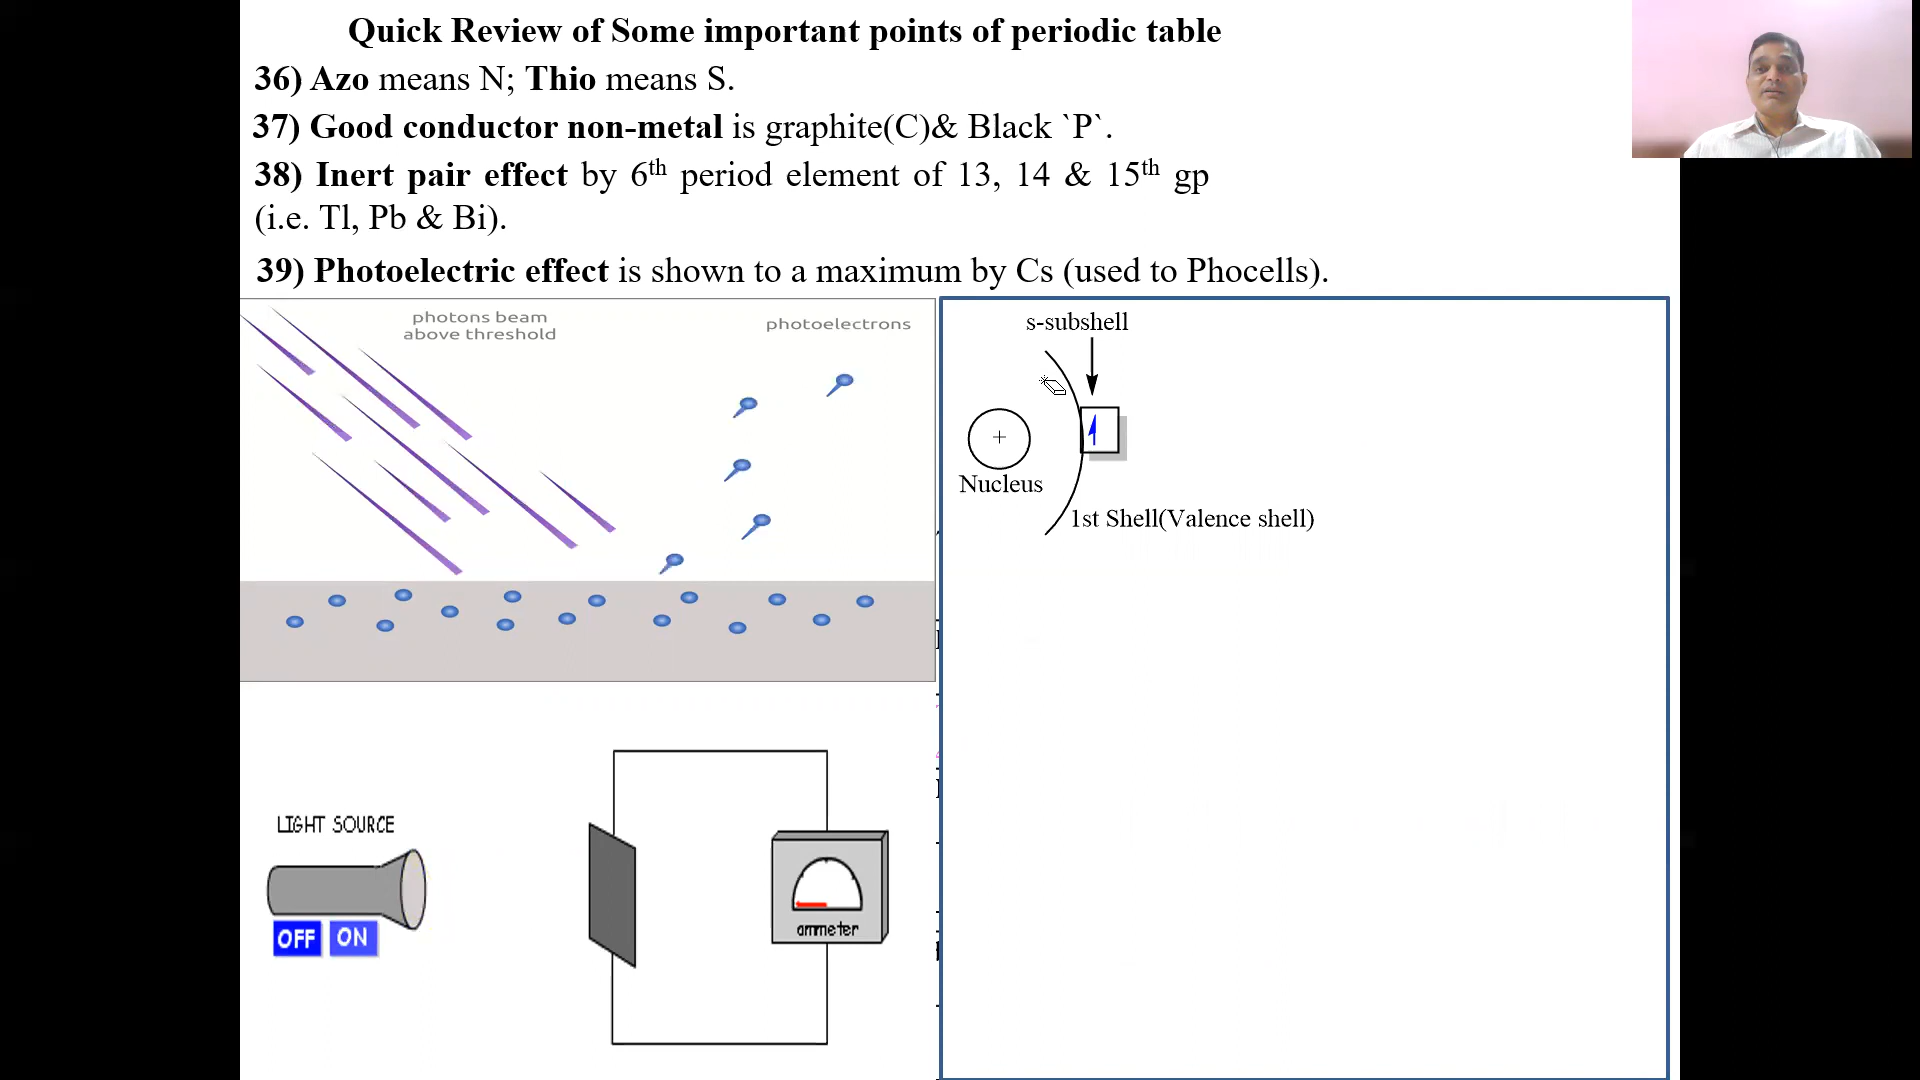 Quick Review of Some important points of periodic table
36) Azo means N; Thio means S.
37) Good conductor non-metal is graphite(C)& Black `P`.
38) Inert pair effect by 6th period element of 13, 14 & 15th gp
(i.e. Tl, Pb & Bi).
39) Photoelectric effect is shown to a maximum by Cs (used to Phocells).
photons beam
above threshold
photoelectrons
s-subshell
+
Nucleus
1st Shell(Valence shell)
LIGHT SOURCE
OFF ON
ammeter